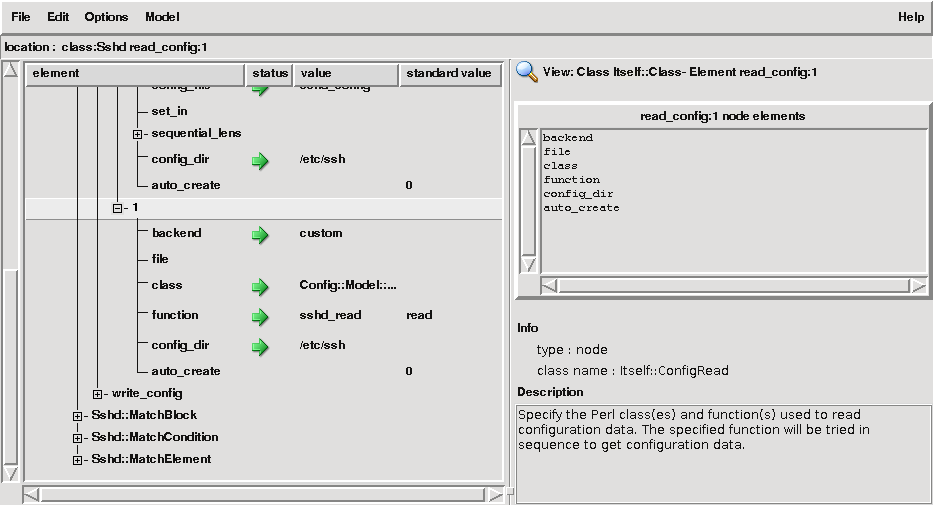 File Edit Options Model Help
location : class:Sshd read_config:1
element status value standard value
set_in
sequential_lens
config_dir /etc/ssh
auto_create 0
1
backend custom
file
class Config::Model::...
function sshd_read read
config_dir /etc/ssh
auto_create 0
write_config
Sshd::MatchBlock
Sshd::MatchCondition
Sshd::MatchElement
View: Class Itself::Class- Element read_config:1
read_config:1 node elements
backend
file
class
function
config_dir
auto_create
Info
type : node
class name : Itself::ConfigRead
Description
Specify the Perl class(es) and function(s) used to read
configuration data. The specified function will be tried in
sequence to get configuration data.